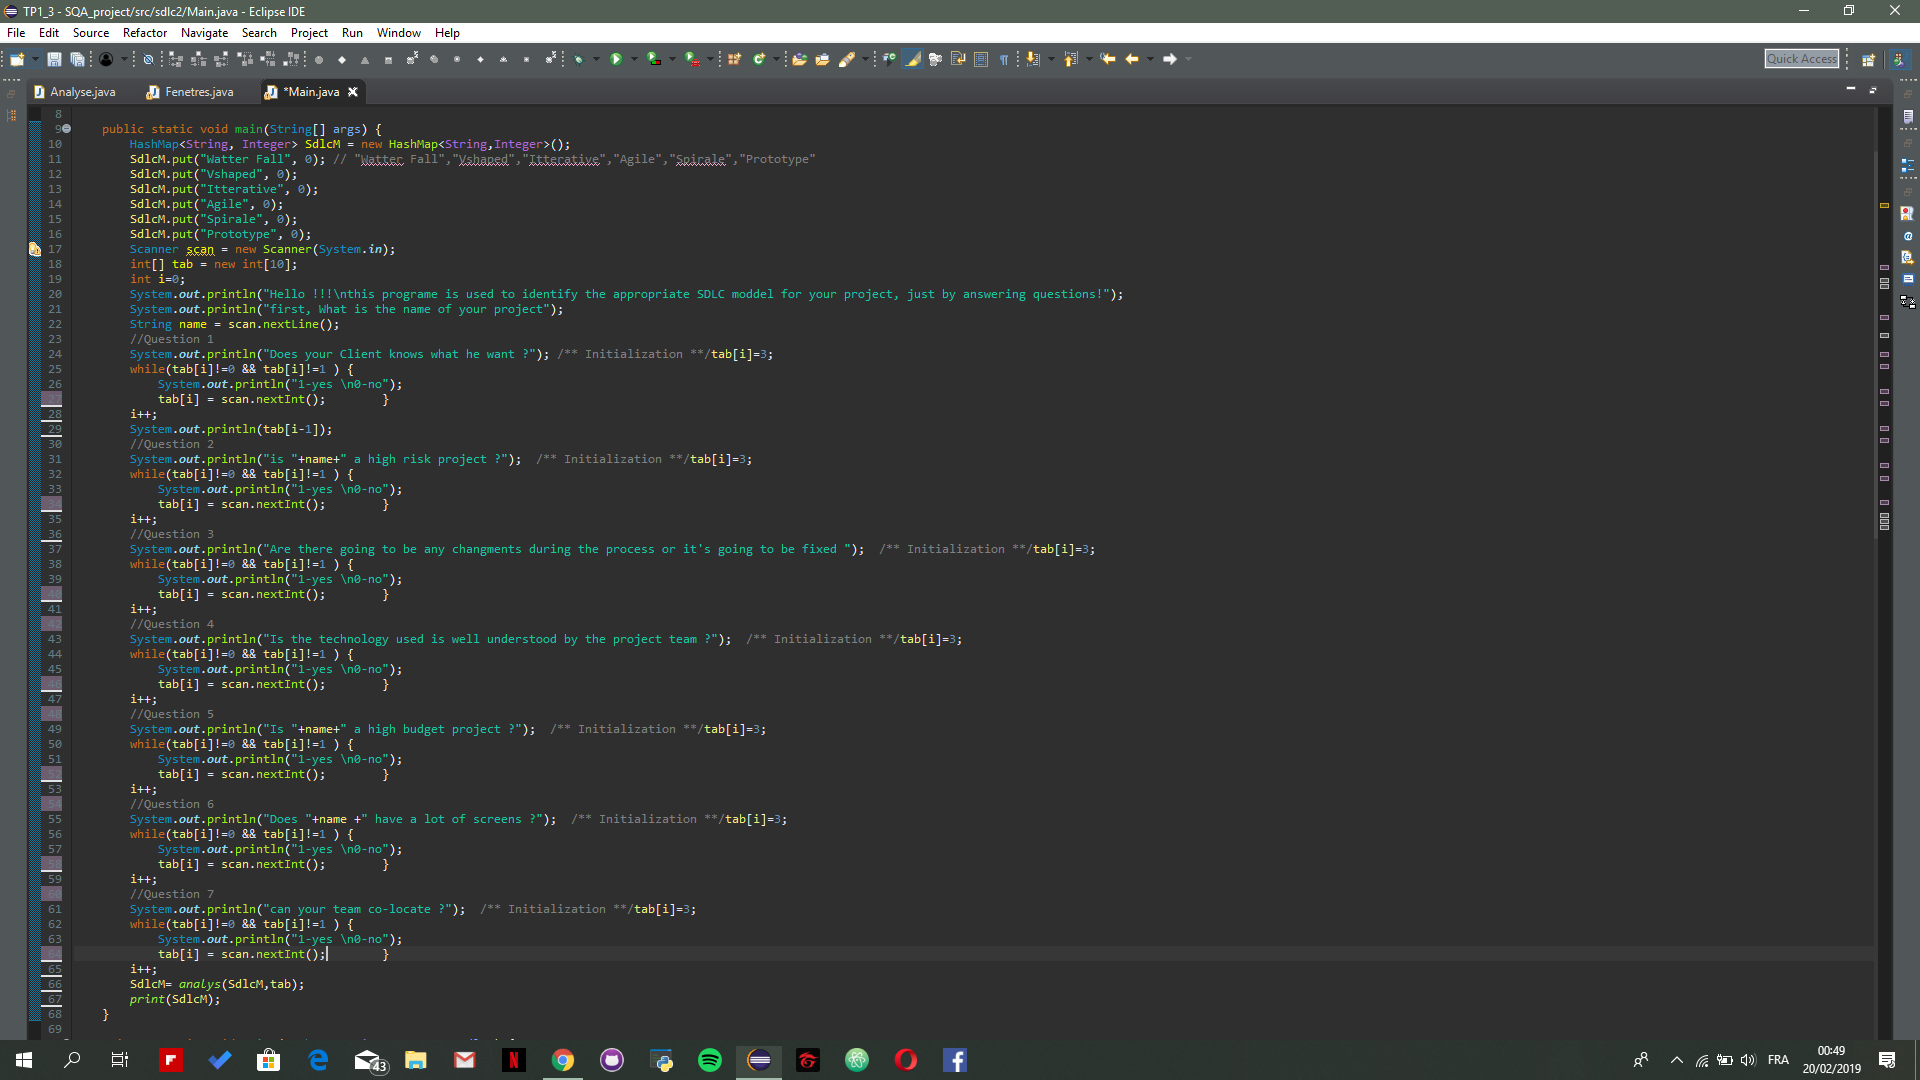 TP1_3 - SQA_project/src/sdlc2/Main.java - Eclipse IDE
File Edit Source Refactor Navigate Search Project Run Window Help
Quick Access
Analyse.java Fenetres.java *Main.java
8
9 public static void main(String[] args) {
10 HashMap<String, Integer> SdlcM = new HashMap<String,Integer>();
11 SdlcM.put("Watter Fall", 0); // "Watter Fall","Vshaped","Itterative","Agile","Spirale","Prototype"
12 SdlcM.put("Vshaped", 0);
13 SdlcM.put("Itterative", 0);
14 SdlcM.put("Agile", 0);
15 SdlcM.put("Spirale", 0);
16 SdlcM.put("Prototype", 0);
17 Scanner scan = new Scanner(System.in);
18 int[] tab = new int[10];
19 int i=0;
20 System.out.println("Hello !!!\nthis programe is used to identify the appropriate SDLC moddel for your project, just by answering questions!");
21 System.out.println("first, What is the name of your project");
22 String name = scan.nextLine();
23 //Question 1
24 System.out.println("Does your Client knows what he want ?"); /** Initialization **/tab[i]=3;
25 while(tab[i]!=0 && tab[i]!=1 ) {
26 System.out.println("1-yes \n0-no");
27 tab[i] = scan.nextInt(); }
28 i++;
29 System.out.println(tab[i-1]);
30 //Question 2
31 System.out.println("is "+name+" a high risk project ?"); /** Initialization **/tab[i]=3;
32 while(tab[i]!=0 && tab[i]!=1 ) {
33 System.out.println("1-yes \n0-no");
34 tab[i] = scan.nextInt(); }
35 i++;
36 //Question 3
37 System.out.println("Are there going to be any changments during the process or it's going to be fixed "); /** Initialization **/tab[i]=3;
38 while(tab[i]!=0 && tab[i]!=1 ) {
39 System.out.println("1-yes \n0-no");
40 tab[i] = scan.nextInt(); }
41 i++;
42 //Question 4
43 System.out.println("Is the technology used is well understood by the project team ?"); /** Initialization **/tab[i]=3;
44 while(tab[i]!=0 && tab[i]!=1 ) {
45 System.out.println("1-yes \n0-no");
46 tab[i] = scan.nextInt(); }
47 i++;
48 //Question 5
49 System.out.println("Is "+name+" a high budget project ?"); /** Initialization **/tab[i]=3;
50 while(tab[i]!=0 && tab[i]!=1 ) {
51 System.out.println("1-yes \n0-no");
52 tab[i] = scan.nextInt(); }
53 i++;
54 //Question 6
55 System.out.println("Does "+name +" have a lot of screens ?"); /** Initialization **/tab[i]=3;
56 while(tab[i]!=0 && tab[i]!=1 ) {
57 System.out.println("1-yes \n0-no");
58 tab[i] = scan.nextInt(); }
59 i++;
60 //Question 7
61 System.out.println("can your team co-locate ?"); /** Initialization **/tab[i]=3;
62 while(tab[i]!=0 && tab[i]!=1 ) {
63 System.out.println("1-yes \n0-no");
64 tab[i] = scan.nextInt(); }
65 i++;
66 SdlcM= analys(SdlcM,tab);
67 print(SdlcM);
68 }
69
43
FRA
00:49
20/02/2019